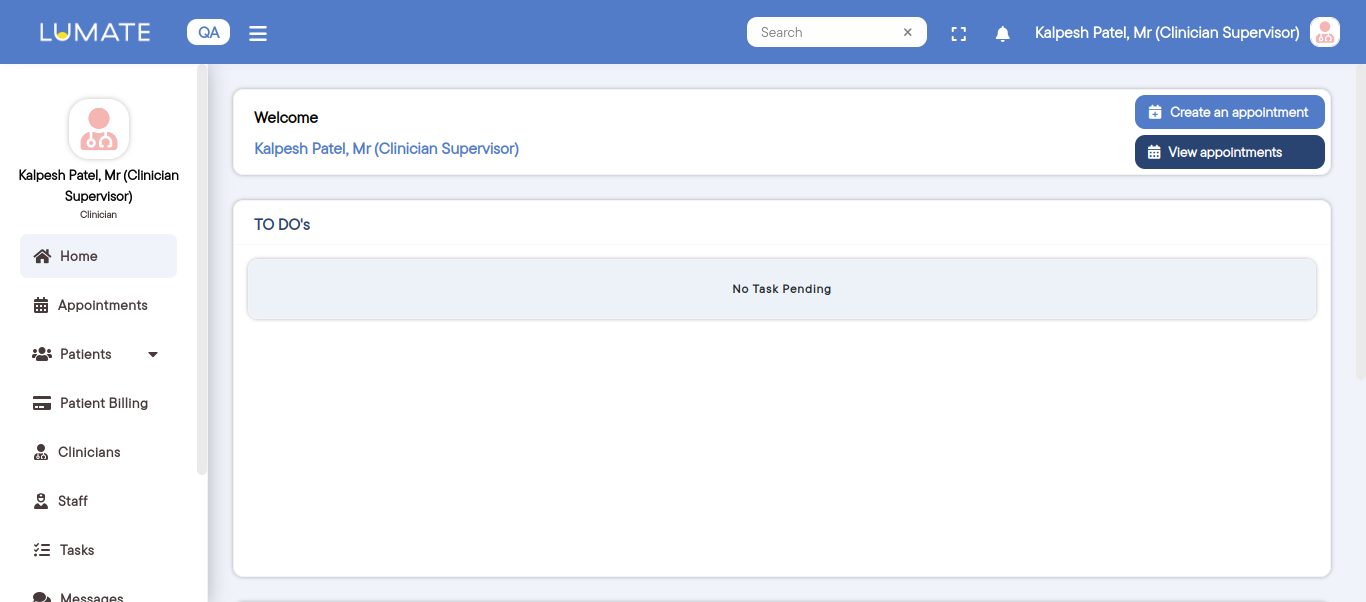 LUMATE
QA
Search
Kalpesh Patel, Mr (Clinician Supervisor)
Kalpesh Patel, Mr (Clinician
Supervisor)
Clinician
Home
Appointments
Patients
Patient Billing
Clinicians
Staff
Tasks
Messages
Welcome
Kalpesh Patel, Mr (Clinician Supervisor)
Create an appointment
View appointments
TO DO's
No Task Pending